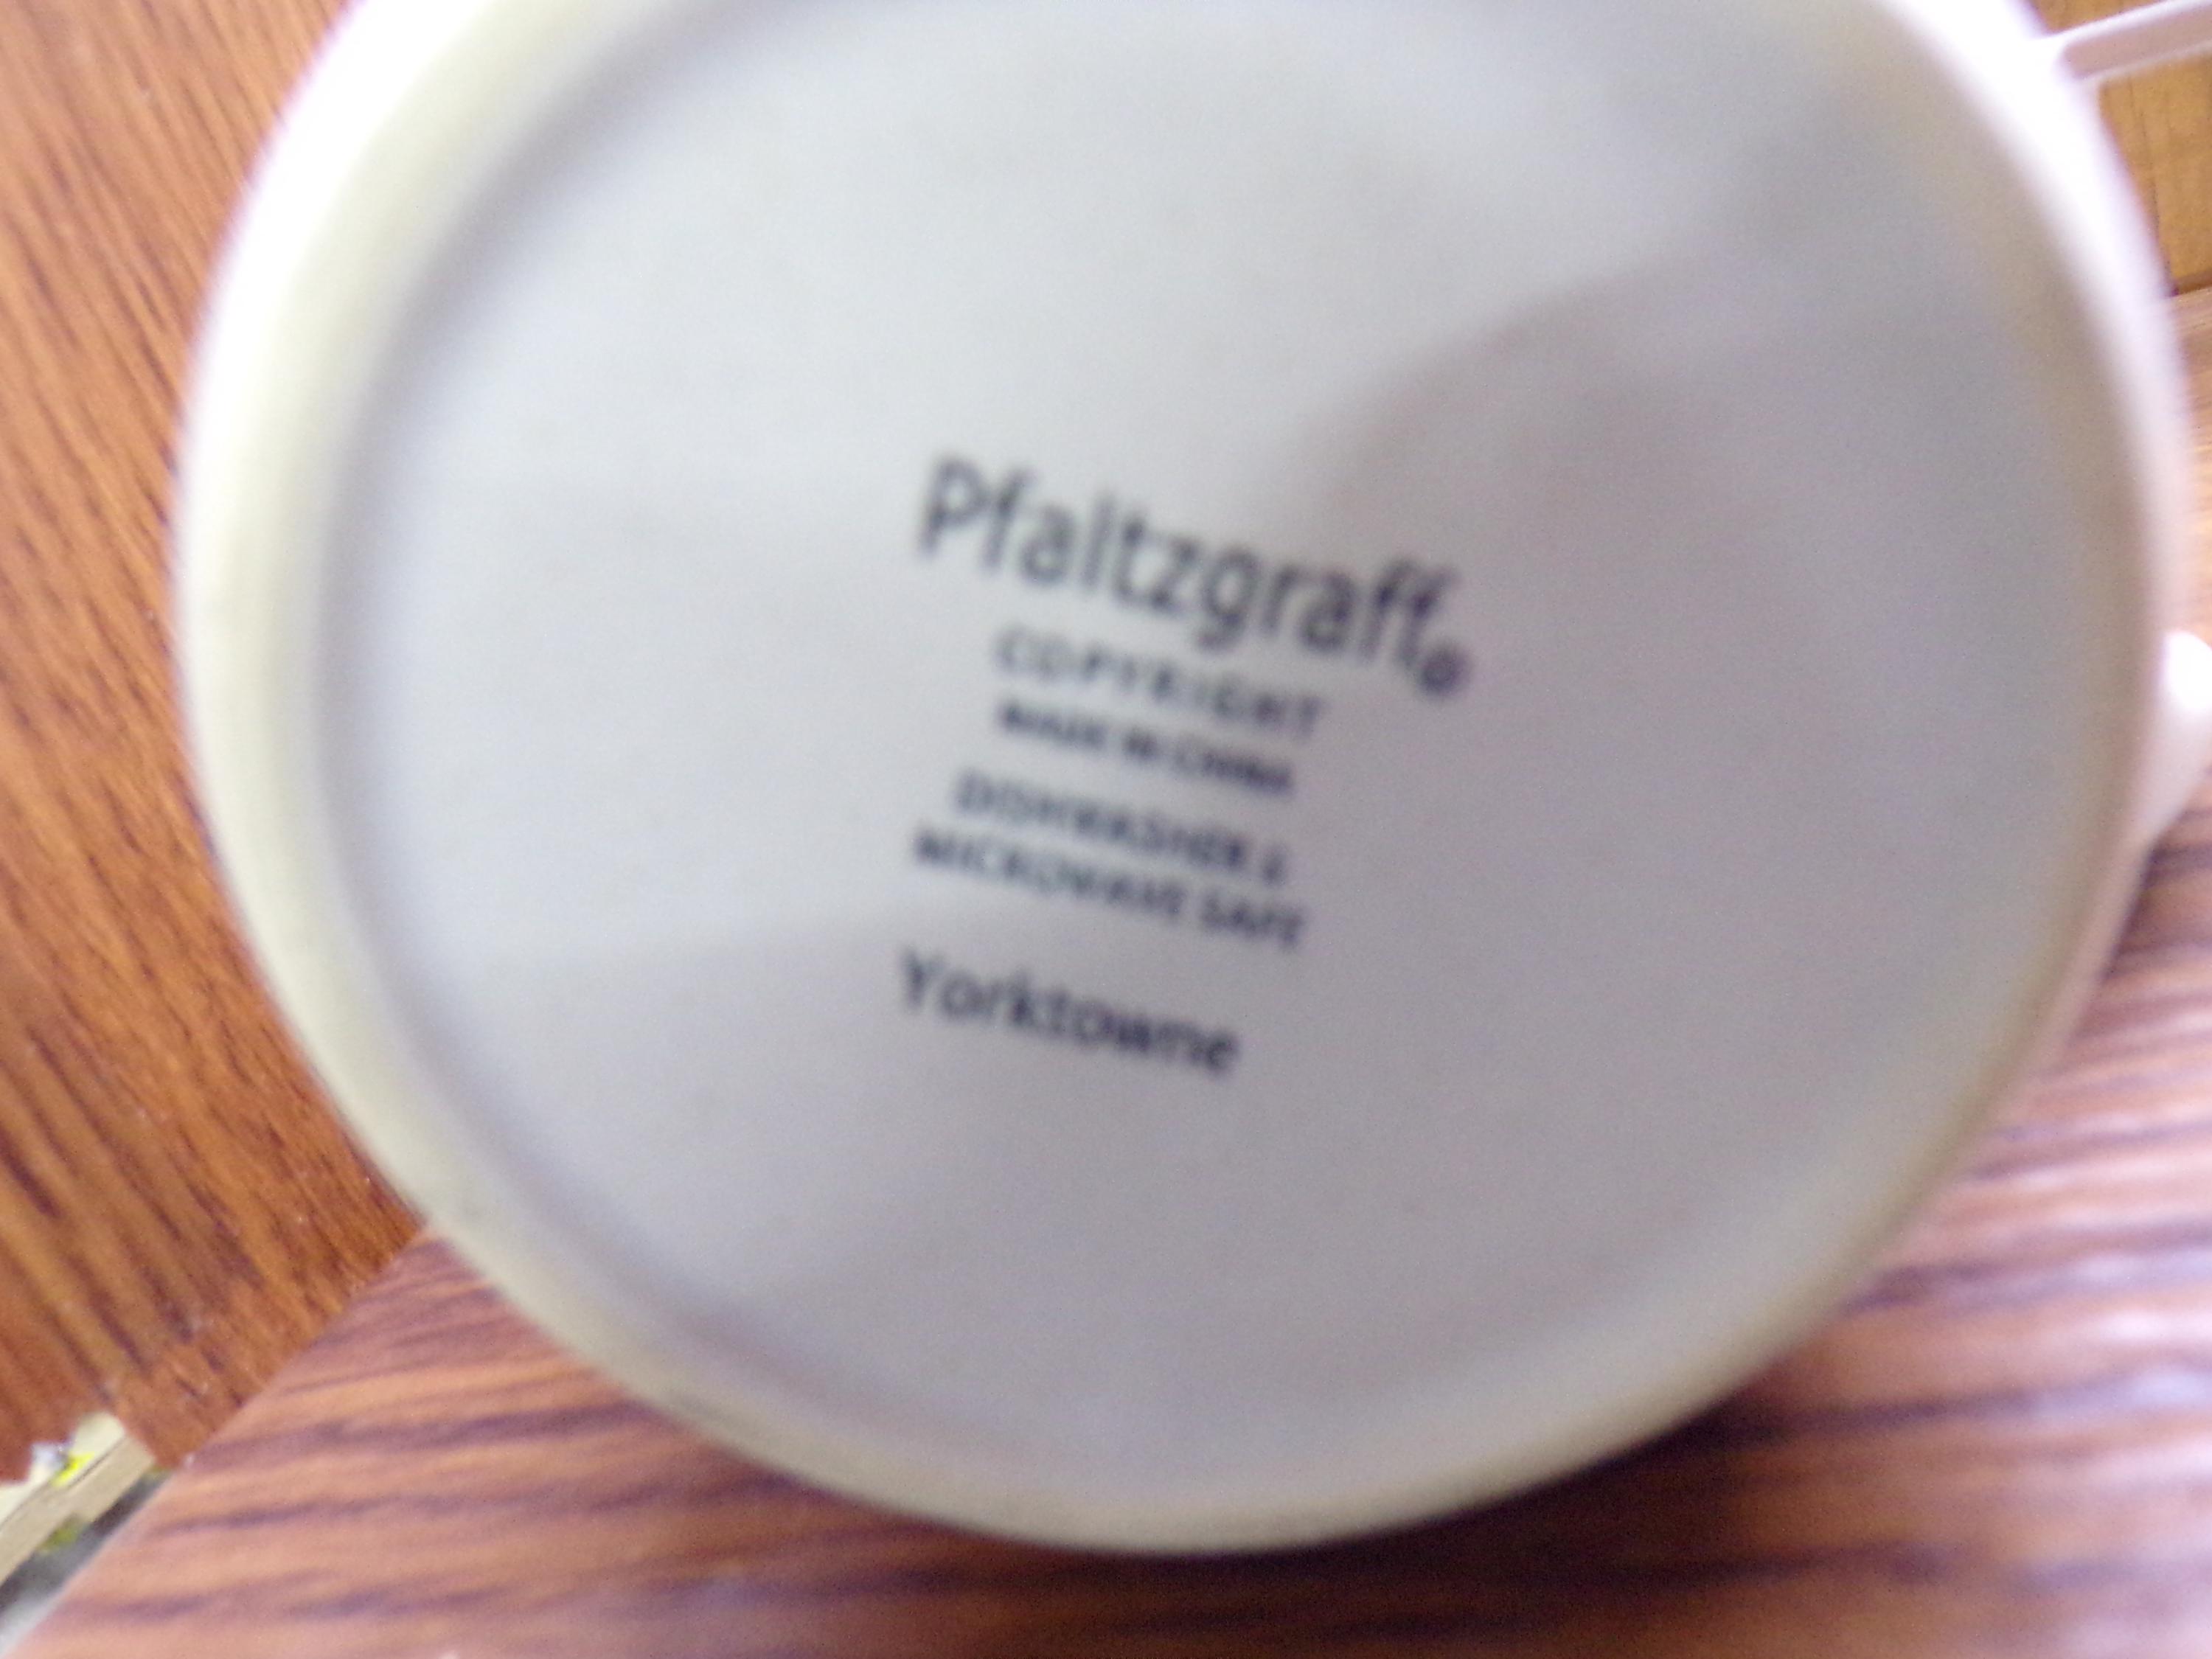 Pfaltzgraff®
COPYRIGHT
MADE IN CHINA
DISHWASHER &
MICROWAVE SAFE
Yorktowne